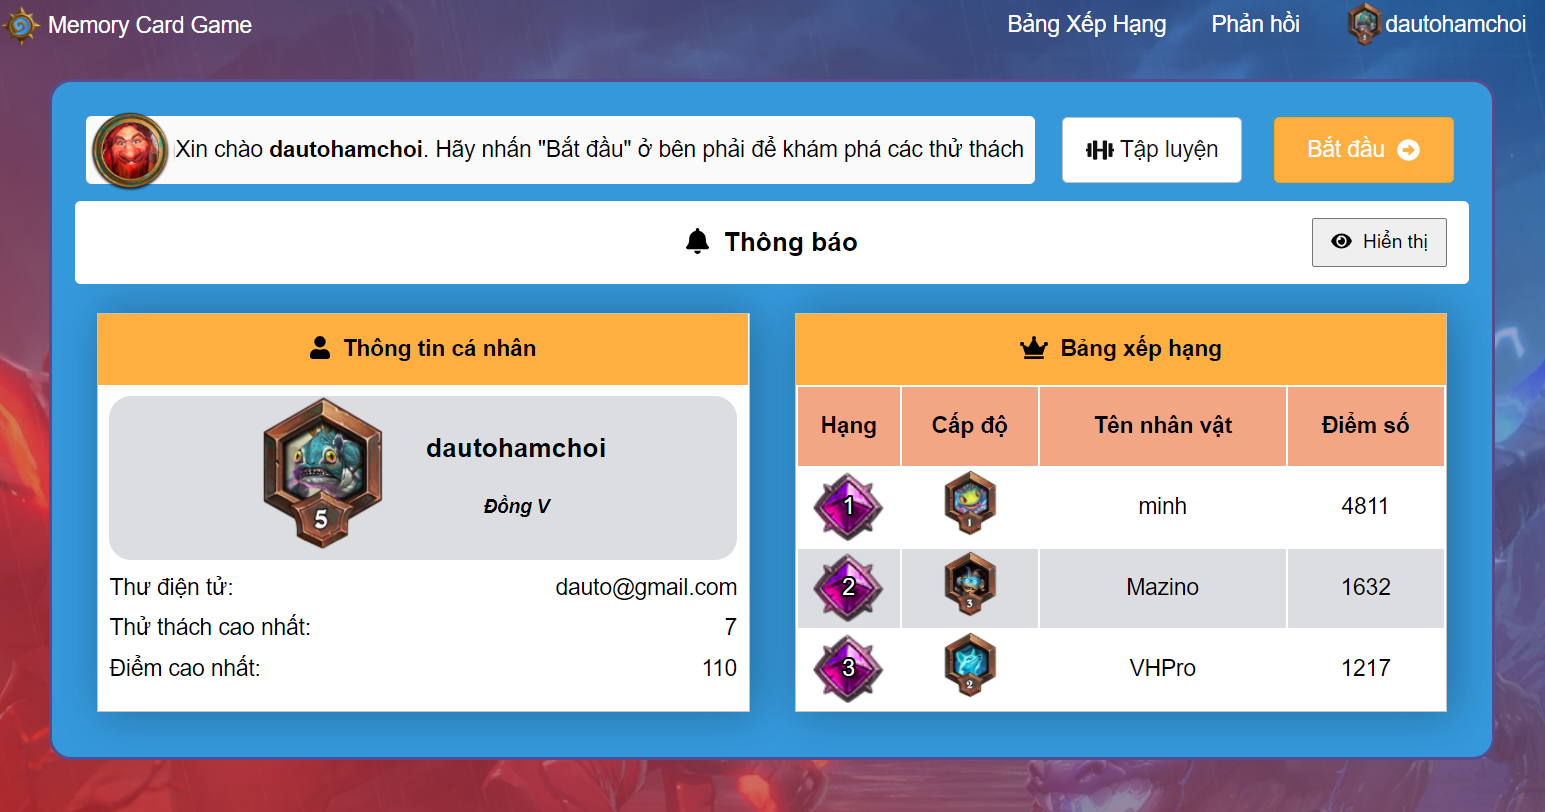 Memory Card Game
Bảng Xếp Hạng Phản hồi dautohamchoi
Xin chào dautohamchoi. Hãy nhấn "Bắt đầu" ở bên phải để khám phá các thử thách
Tập luyện
Bắt đầu
Thông báo
Hiển thị
Thông tin cá nhân
5
dautohamchoi
Đồng V
Thư điện tử: dauto@gmail.com
Thử thách cao nhất: 7
Điểm cao nhất: 110
Bảng xếp hạng
Hạng Cấp độ Tên nhân vật Điểm số
1 1 minh 4811
2 3 Mazino 1632
3 2 VHPro 1217